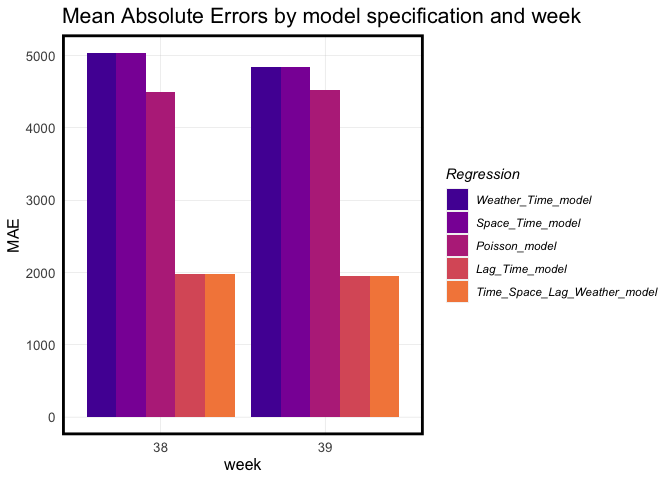 Mean Absolute Errors by model specification and week
5000
4000
3000
2000
1000
0
MAE
38
39
week
Regression
Weather_Time_model
Space_Time_model
Poisson_model
Lag_Time_model
Time_Space_Lag_Weather_model